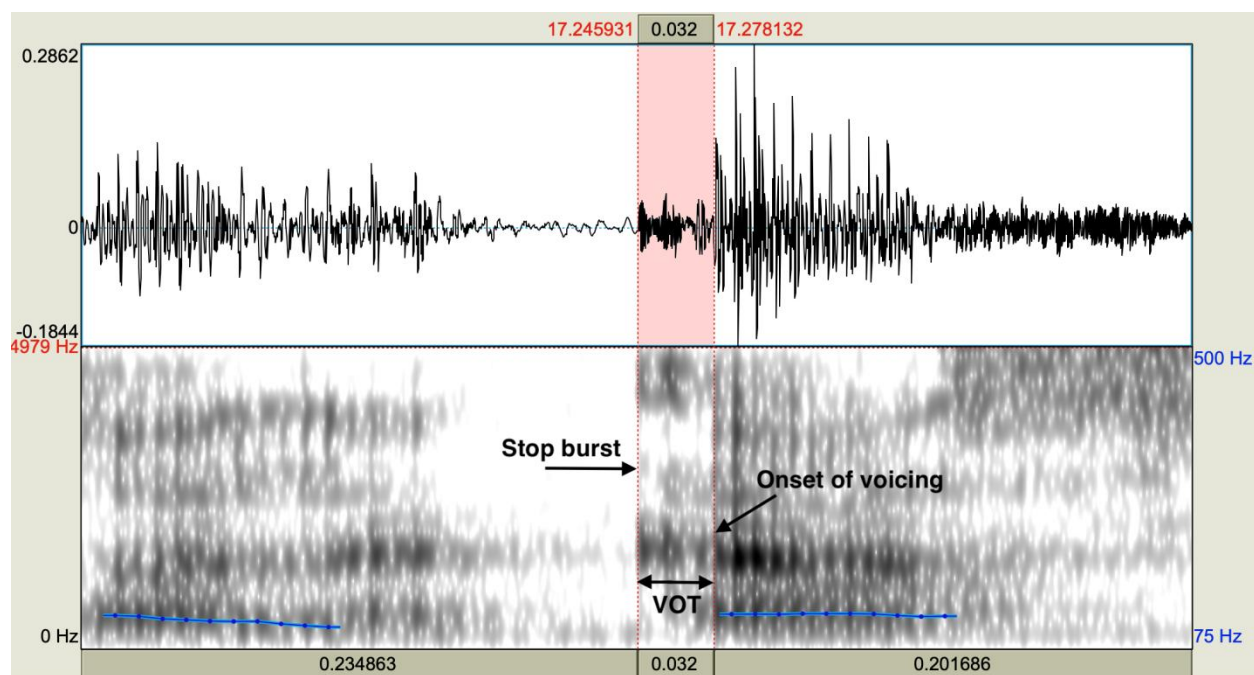 17.245931 0.032 17.278132
0.2862
0
-0.1844
4979 Hz
500 Hz
Stop burst
Onset of voicing
VOT
0 Hz
75 Hz
0.234863 0.032 0.201686